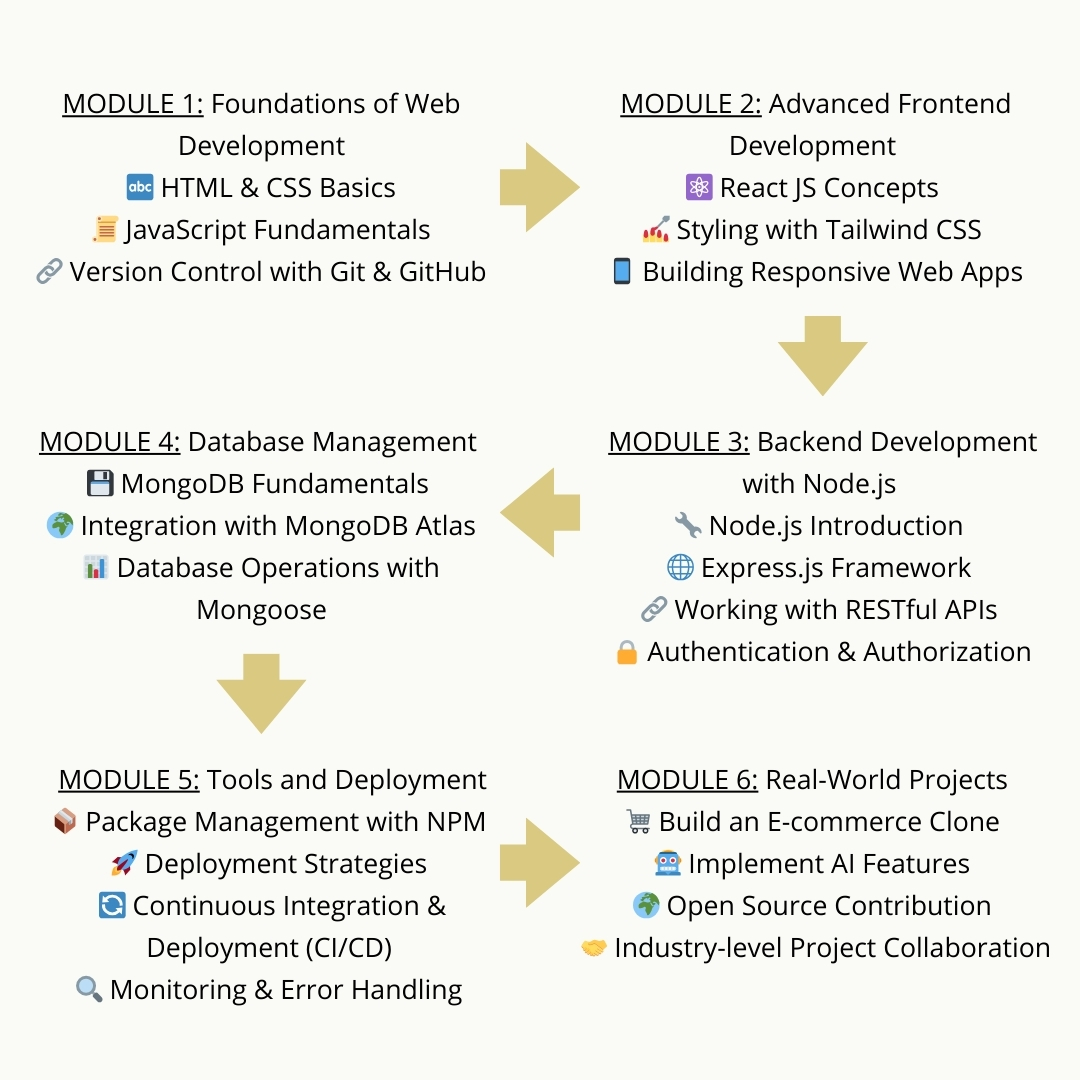 MODULE 1: Foundations of Web
Development
🔤 HTML & CSS Basics
📜 JavaScript Fundamentals
🔗 Version Control with Git & GitHub
MODULE 2: Advanced Frontend
Development
⚛️ React JS Concepts
💅 Styling with Tailwind CSS
📱 Building Responsive Web Apps
MODULE 3: Backend Development
with Node.js
🔧 Node.js Introduction
🌐 Express.js Framework
🔗 Working with RESTful APIs
🔒 Authentication & Authorization
MODULE 4: Database Management
💾 MongoDB Fundamentals
🌍 Integration with MongoDB Atlas
📊 Database Operations with
Mongoose
MODULE 5: Tools and Deployment
📦 Package Management with NPM
🚀 Deployment Strategies
🔄 Continuous Integration &
Deployment (CI/CD)
🔍 Monitoring & Error Handling
MODULE 6: Real-World Projects
🛒 Build an E-commerce Clone
🤖 Implement AI Features
🌍 Open Source Contribution
🤝 Industry-level Project Collaboration